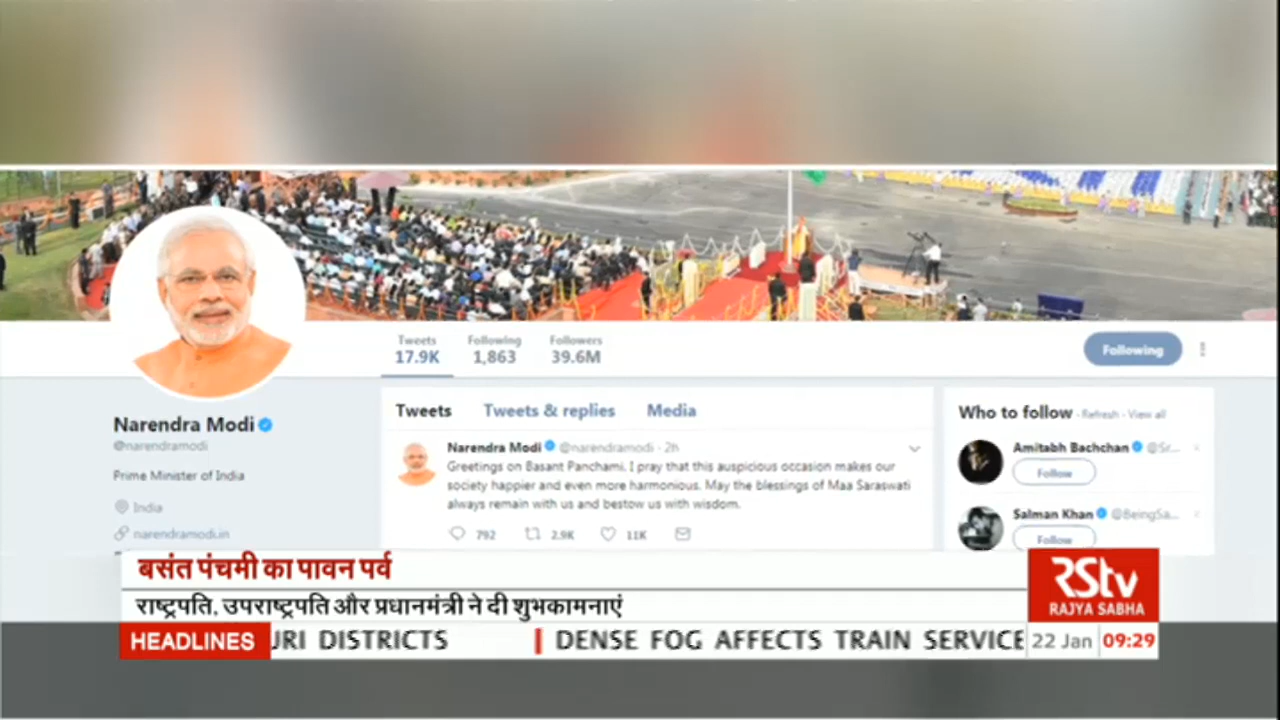 Tweets
17.9K
Following
1,863
Followers
39.6M
Following
Narendra Modi
@narendramodi
Prime Minister of India
India
narendramodi.in
Tweets Tweets & replies Media
Narendra Modi @narendramodi · 2h
Greetings on Basant Panchami. I pray that this auspicious occasion makes our
society happier and even more harmonious. May the blessings of Maa Saraswati
always remain with us and bestow us with wisdom.
792 2.9K 11K
Who to follow · Refresh · View all
Amitabh Bachchan @Sr...
Follow
Salman Khan @BeingSa...
Follow
बसंत पंचमी का पावन पर्व
राष्ट्रपति, उपराष्ट्रपति और प्रधानमंत्री ने दी शुभकामनाएं
RStv
RAJYA SABHA
HEADLINES URI DISTRICTS | DENSE FOG AFFECTS TRAIN SERVICE
22 Jan 09:29